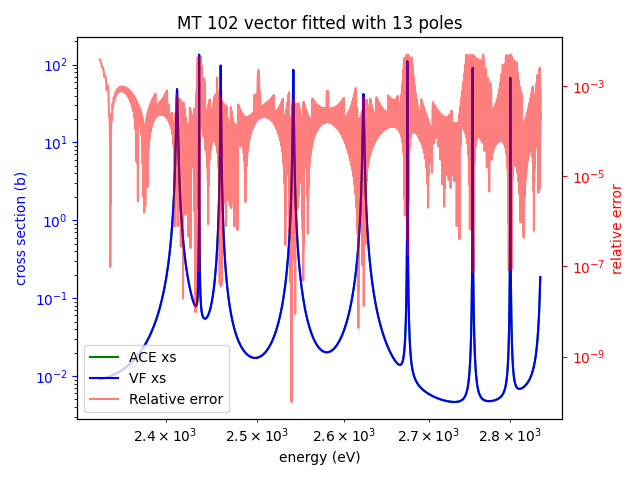 MT 102 vector fitted with 13 poles
cross section (b)
10²
10¹
10⁰
10⁻¹
10⁻²
10⁻³
10⁻⁵
10⁻⁷
10⁻⁹
relative error
ACE xs
VF xs
Relative error
2.4 × 10³ 2.5 × 10³ 2.6 × 10³ 2.7 × 10³ 2.8 × 10³
energy (eV)